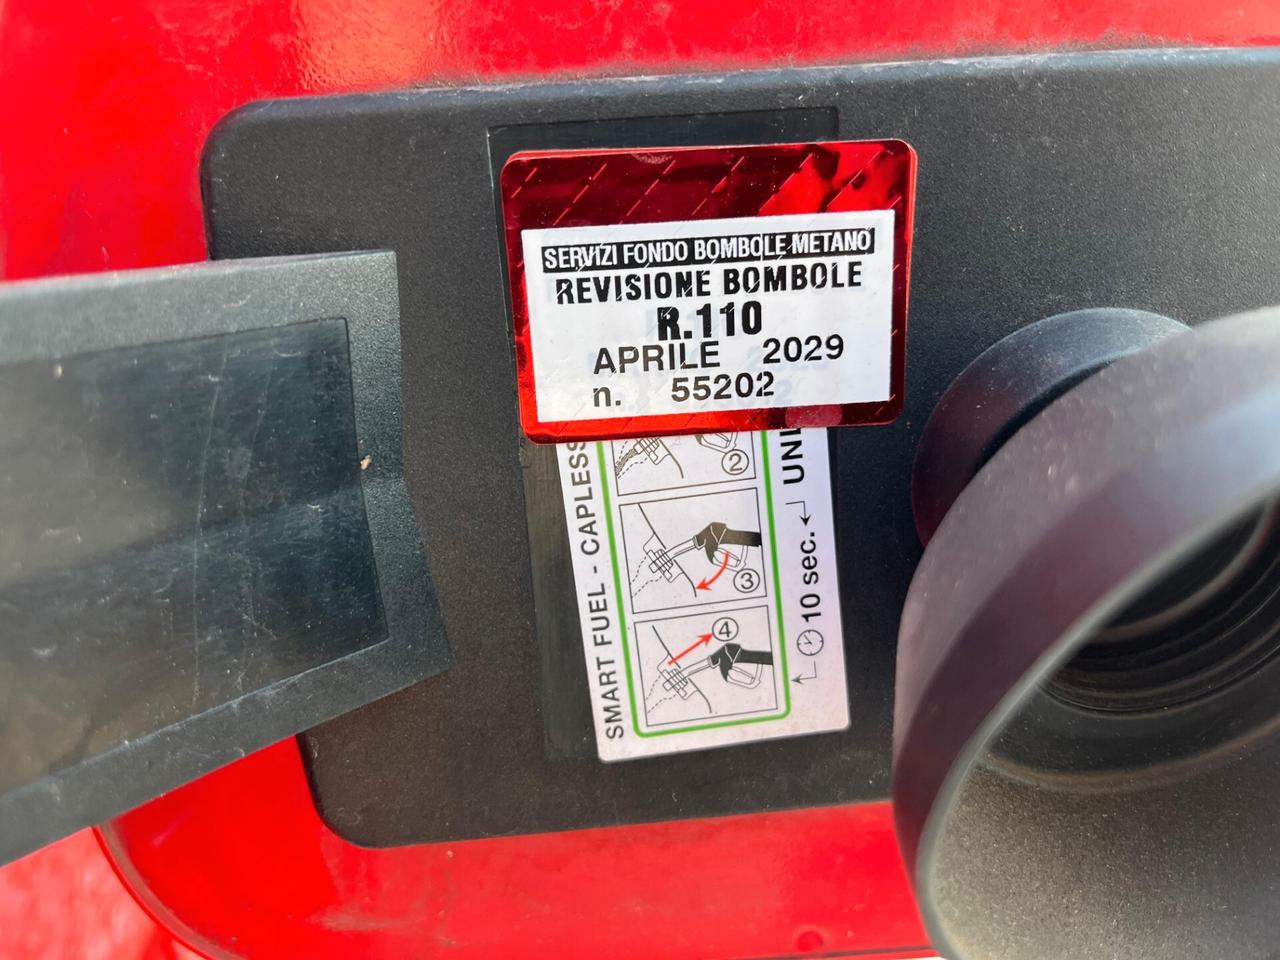 SERVIZI FONDO BOMBOLE METANO
REVISIONE BOMBOLE
R.110
APRILE 2029
n. 55202
SMART FUEL - CAPLESS
2
3
4
10 sec.